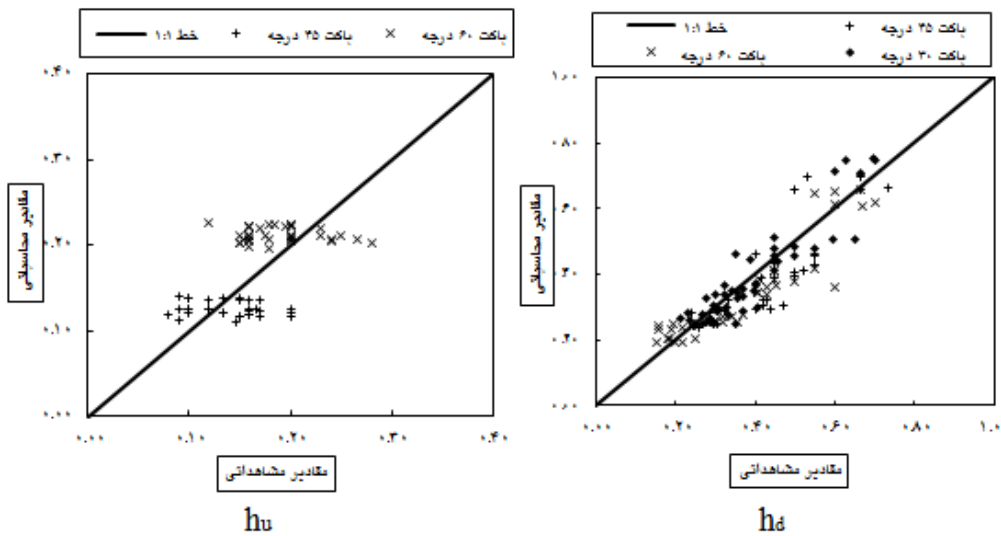 خط ۱:۱ باکت ۴۵ درجه باکت ۶۰ درجه
۰.۴۰
۰.۳۰
۰.۲۰
۰.۱۰
۰.۰۰
مقادیر محاسباتی
۰.۰۰ ۰.۱۰ ۰.۲۰ ۰.۳۰ ۰.۴۰
مقادیر مشاهداتی
hu
خط ۱:۱ باکت ۴۵ درجه
باکت ۶۰ درجه باکت ۳۰ درجه
۱.۰۰
۰.۸۰
۰.۶۰
۰.۴۰
۰.۲۰
۰.۰۰
مقادیر محاسباتی
۰.۰۰ ۰.۲۰ ۰.۴۰ ۰.۶۰ ۰.۸۰ ۱.۰
مقادیر مشاهداتی
hd